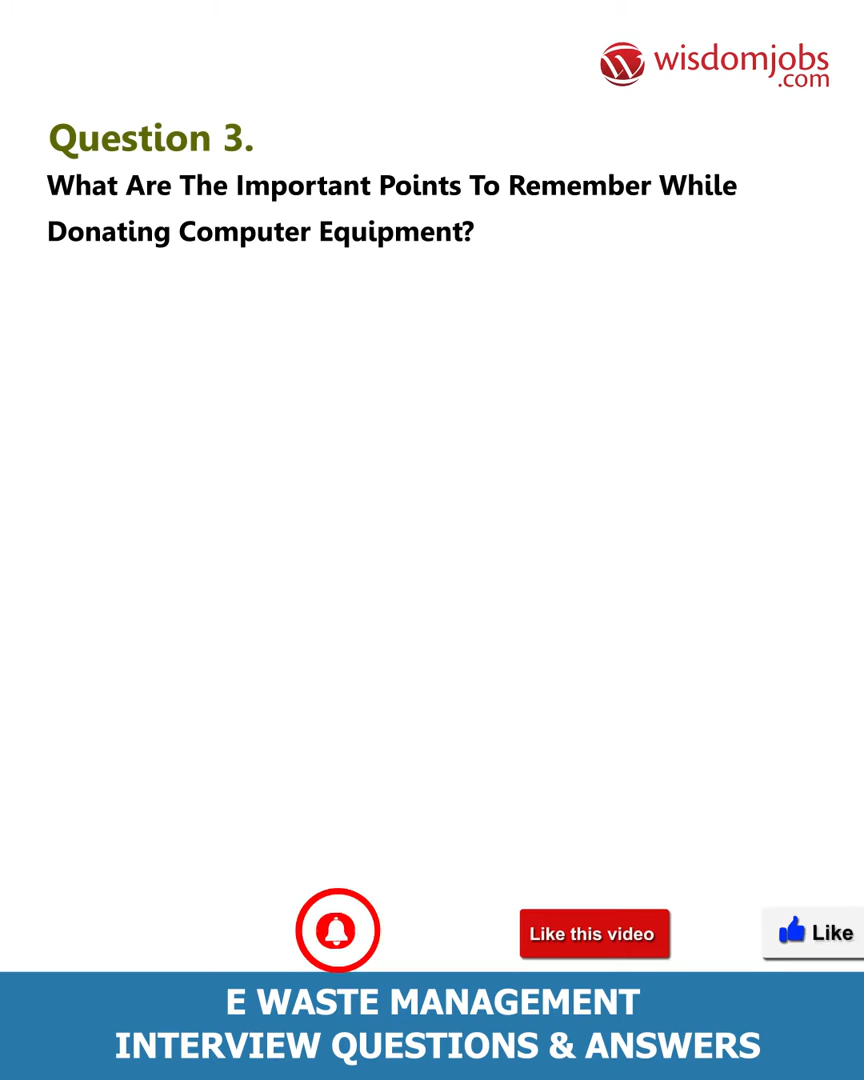 wisdomjobs
.com
Question 3.
What Are The Important Points To Remember While
Donating Computer Equipment?
Like this video
Like
E WASTE MANAGEMENT
INTERVIEW QUESTIONS & ANSWERS